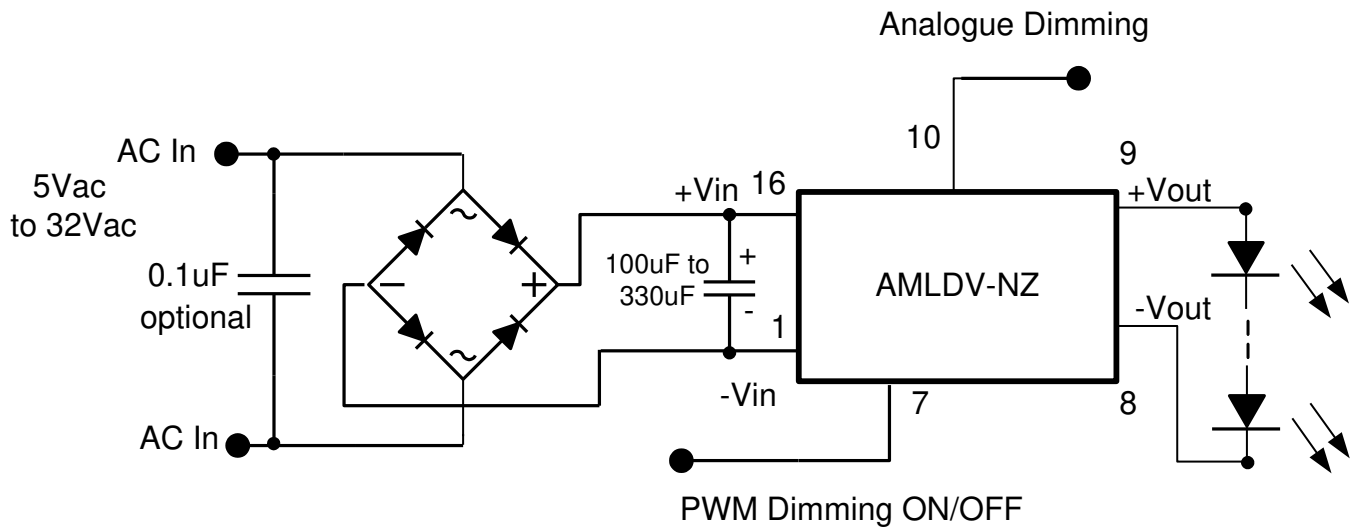 Analogue Dimming
10
9
AC In
5Vac
to 32Vac
0.1uF
optional
~
−
+
~
AC In
+Vin
16
100uF to
330uF
+
-
1
-Vin
AMLDV-NZ
+Vout
-Vout
7
8
PWM Dimming ON/OFF